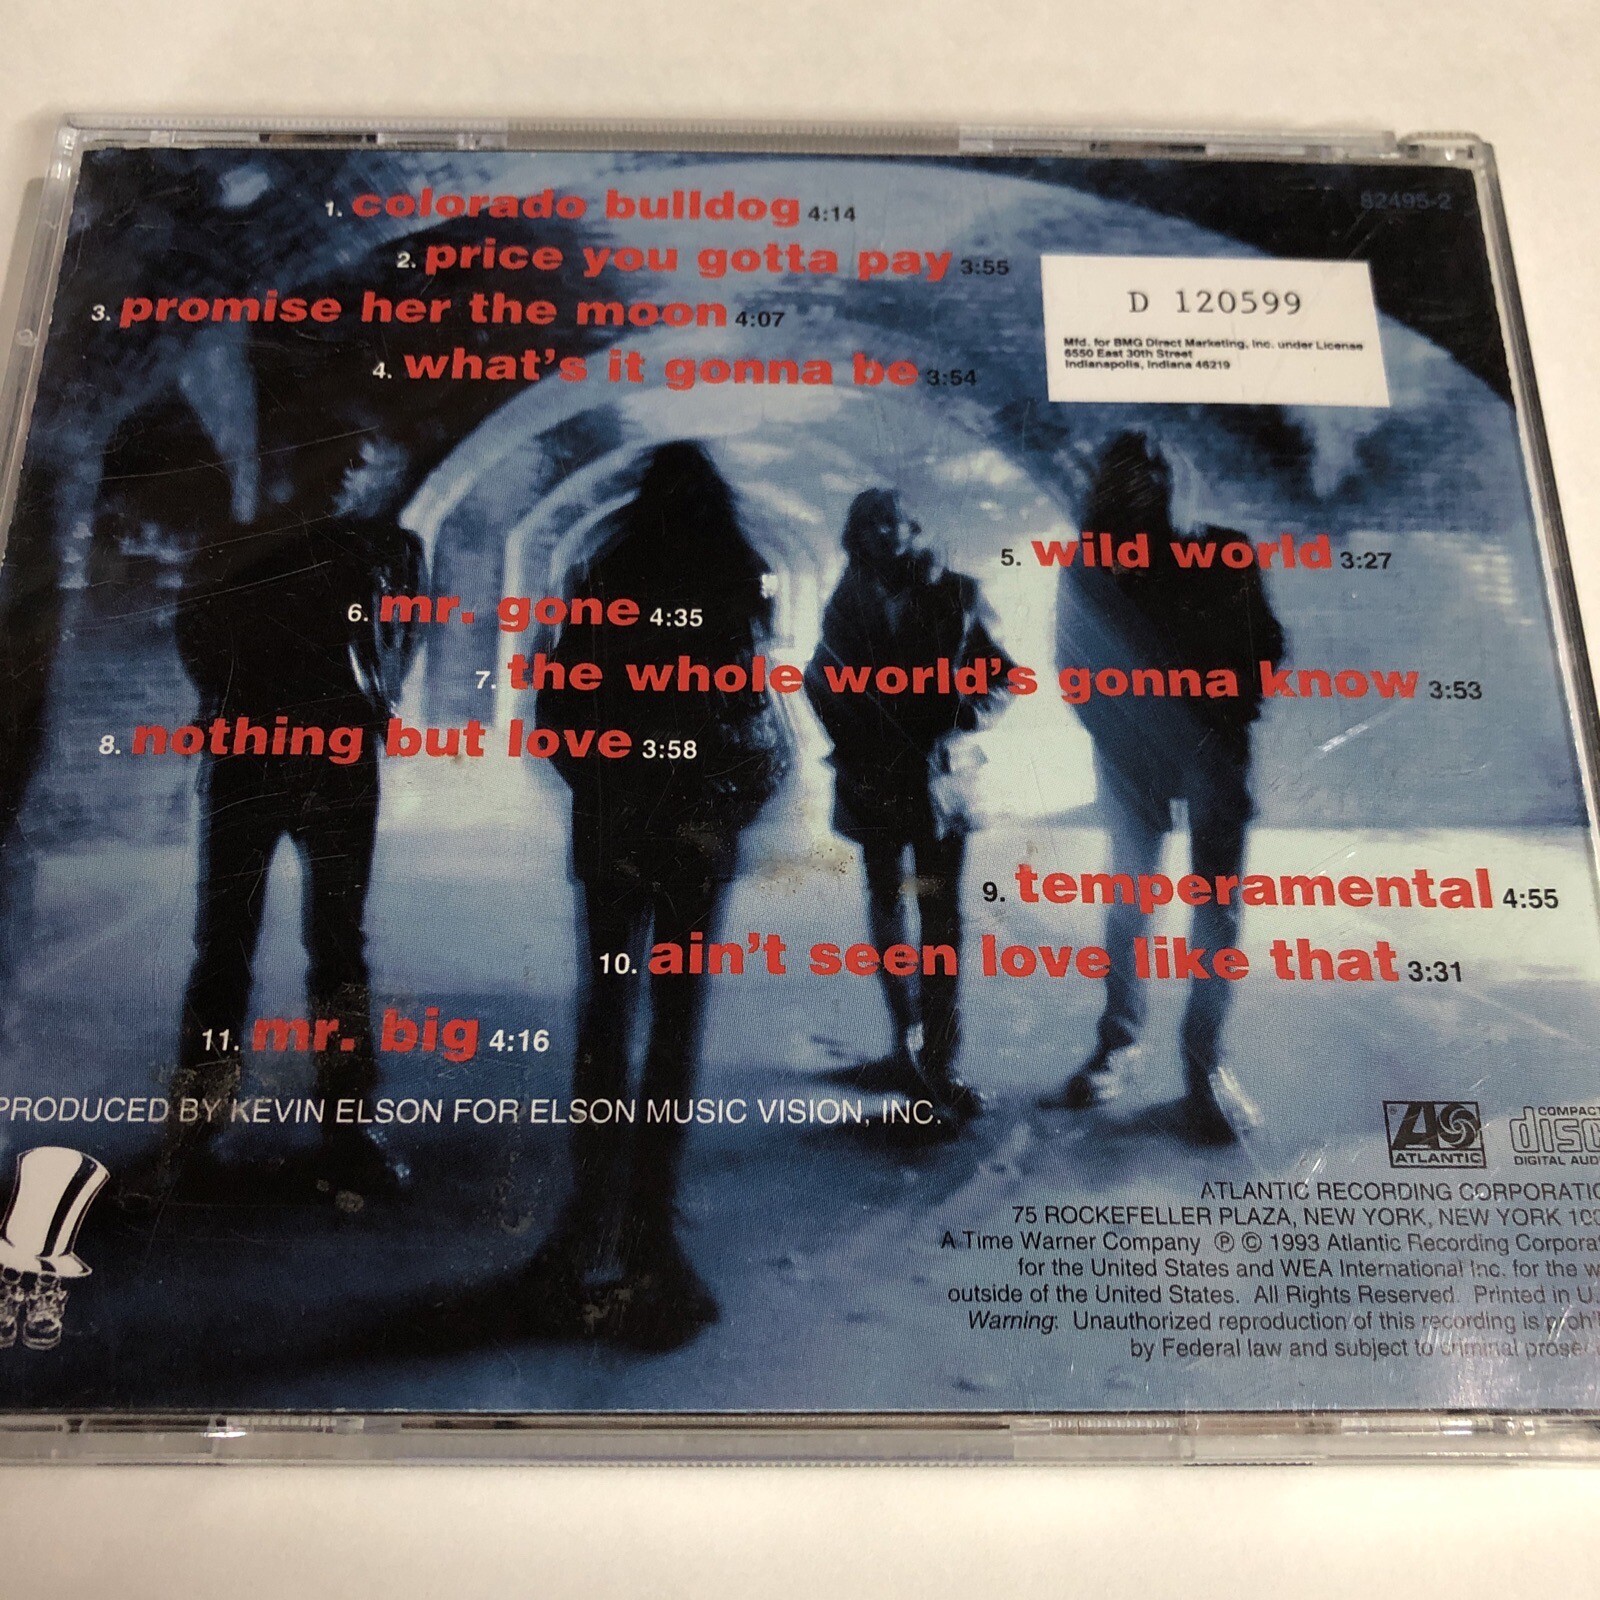 82495-2
1. colorado bulldog 4:14
2. price you gotta pay 3:55
3. promise her the moon 4:07
4. what's it gonna be 3:54
D 120599
Mfd. for BMG Direct Marketing, Inc. under License
6550 East 30th Street
Indianapolis, Indiana 46219
5. wild world 3:27
6. mr. gone 4:35
7. the whole world's gonna know 3:53
8. nothing but love 3:58
9. temperamental 4:55
10. ain't seen love like that 3:31
11. mr. big 4:16
PRODUCED BY KEVIN ELSON FOR ELSON MUSIC VISION, INC.
ATLANTIC
COMPACT
disc
DIGITAL AUD
ATLANTIC RECORDING CORPORATIO
75 ROCKEFELLER PLAZA, NEW YORK, NEW YORK
A Time Warner Company ℗ © 1993 Atlantic Recording Corporat
for the United States and WEA International Inc. for the w
outside of the United States. All Rights Reserved. Printed in U.
Warning: Unauthorized reproduction of this recording is prohi
by Federal law and subject to criminal prosec